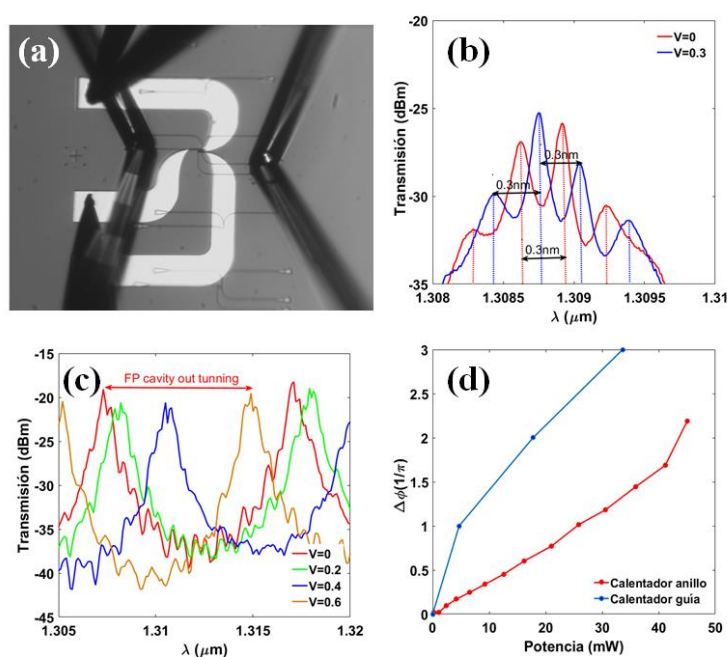 (a)
(b)
Transmisión (dBm)
-20
-25
-30
-35
V=0
V=0.3
0.3nm
0.3nm
0.3nm
1.308
1.3085
1.309
1.3095
1.31
λ (μm)
(c)
Transmisión (dBm)
-15
-20
-25
-30
-35
-40
-45
FP cavity out tunning
V=0
V=0.2
V=0.4
V=0.6
1.305
1.31
1.315
1.32
λ (μm)
(d)
Δϕ(1/π)
3
2.5
2
1.5
1
0.5
0
Calentador anillo
Calentador guía
0
10
20
30
40
50
Potencia (mW)